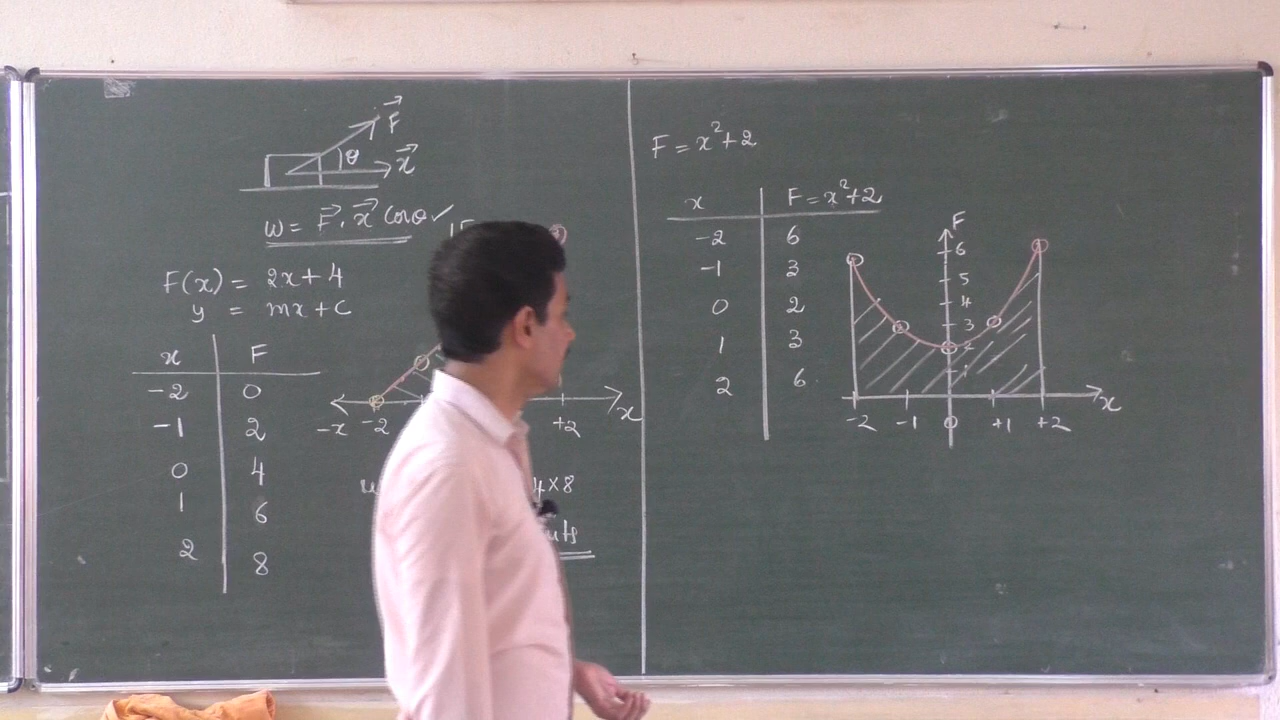 F⃗
θ
x⃗
W = F⃗ . x⃗ Cosθ ✓
F(x) = 2x + 4
y = mx + C
x F
-2 0
-1 2
0 4
1 6
2 8
-x -2 +2 x
4 × 8
F = x² + 2
x F = x² + 2
-2 6
-1 3
0 2
1 3
2 6
F
6
5
4
3
2
1
-2 -1 0 +1 +2 x